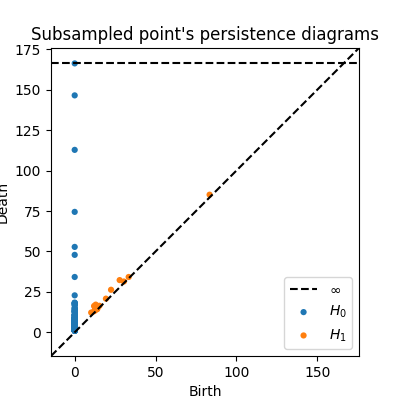 Subsampled point's persistence diagrams
175
150
125
100
75
50
25
0
Death
0
50
100
150
Birth
∞
H₀
H₁